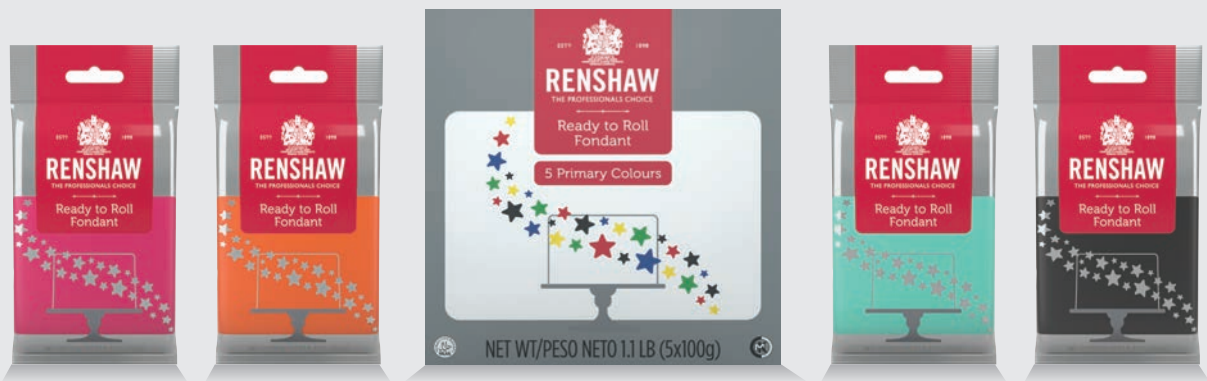 ESTD 1898
RENSHAW
THE PROFESSIONALS CHOICE
Ready to Roll
Fondant
ESTD 1898
RENSHAW
THE PROFESSIONALS CHOICE
Ready to Roll
Fondant
ESTD 1898
RENSHAW
THE PROFESSIONALS CHOICE
Ready to Roll
Fondant
5 Primary Colours
NET WT/PESO NETO 1.1 LB (5x100g)
ESTD 1898
RENSHAW
THE PROFESSIONALS CHOICE
Ready to Roll
Fondant
ESTD 1898
RENSHAW
THE PROFESSIONALS CHOICE
Ready to Roll
Fondant